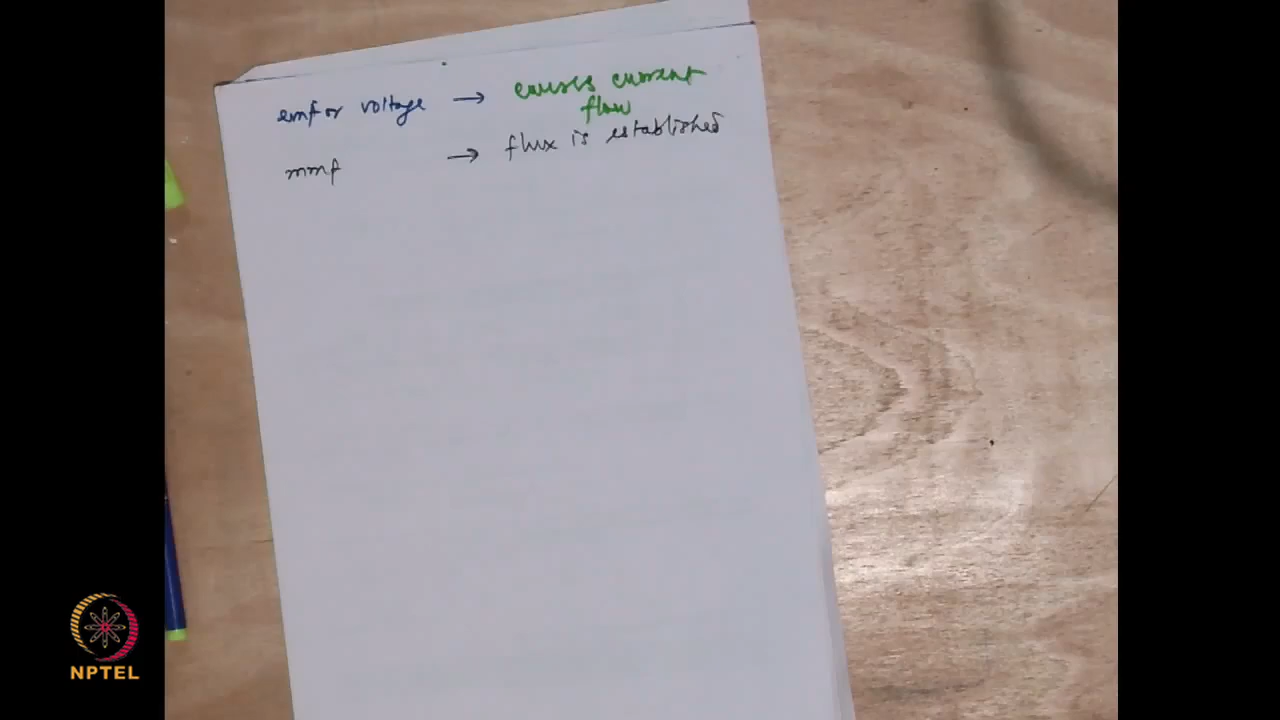 emf or voltage → causes current
flow
mmf → flux is established
NPTEL